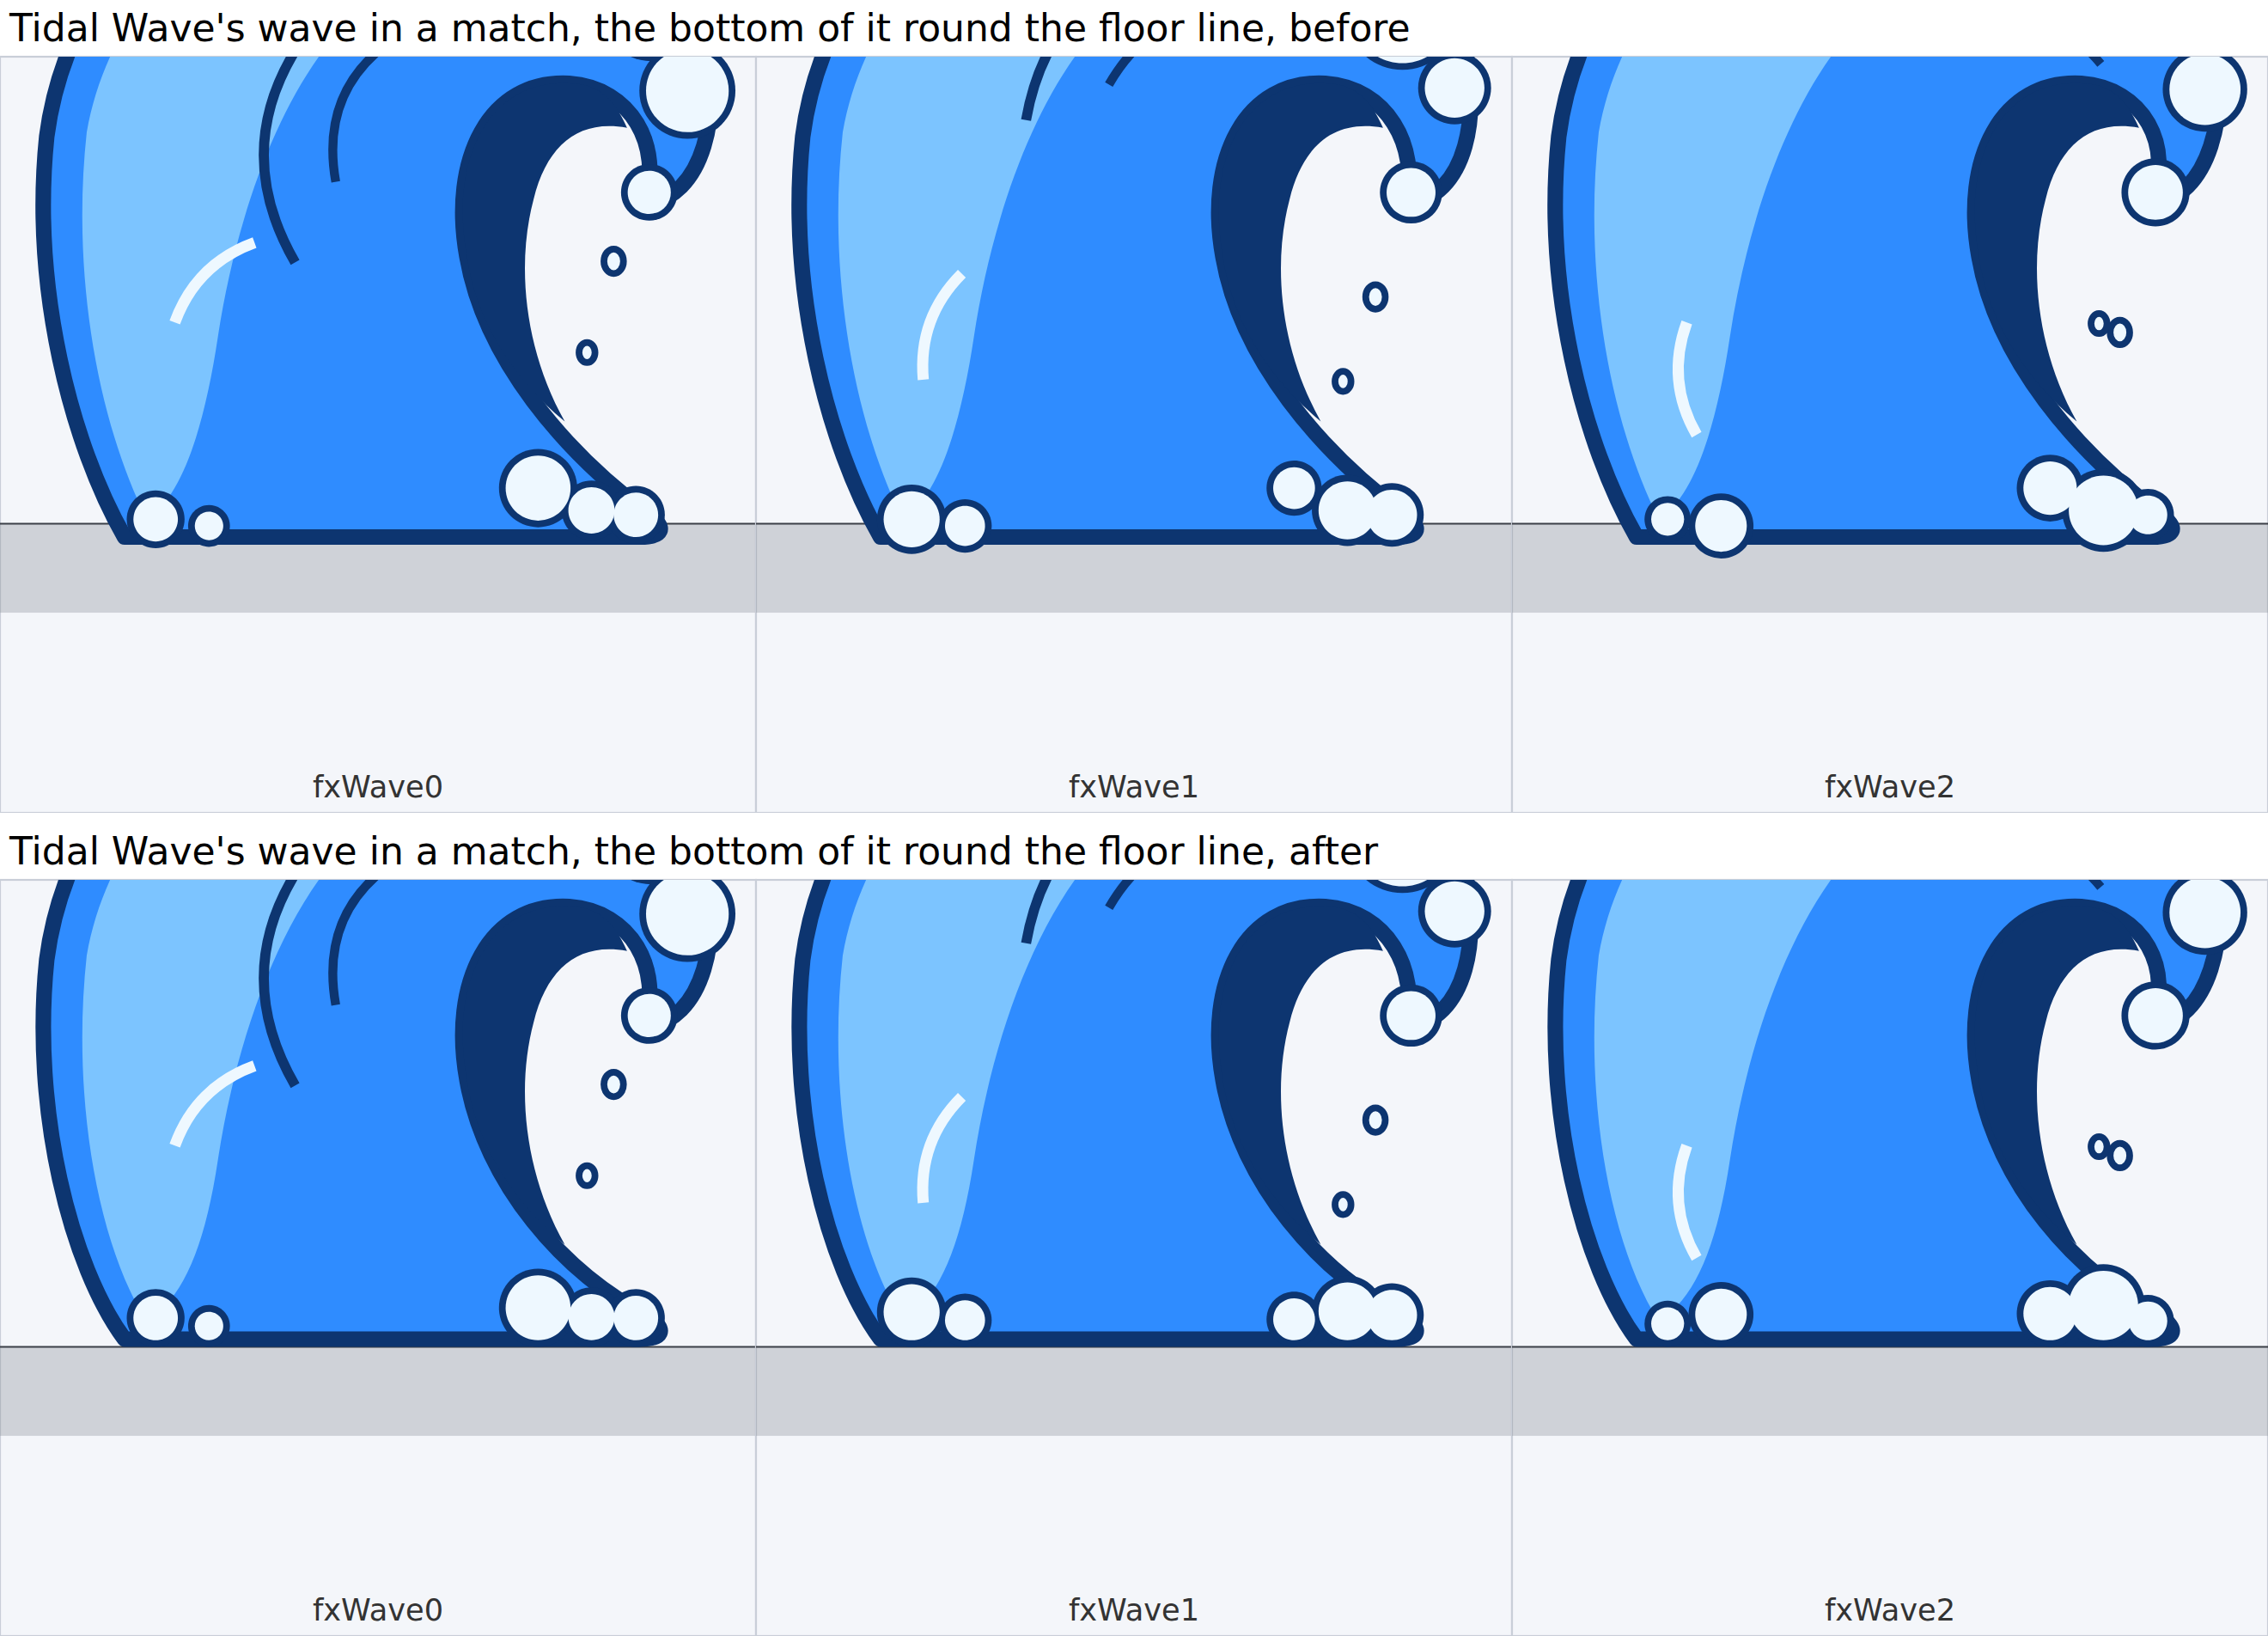 Tidal Wave's wave in a match, the bottom of it round the floor line, before
fxWave0
fxWave1
fxWave2
Tidal Wave's wave in a match, the bottom of it round the floor line, after
fxWave0
fxWave1
fxWave2